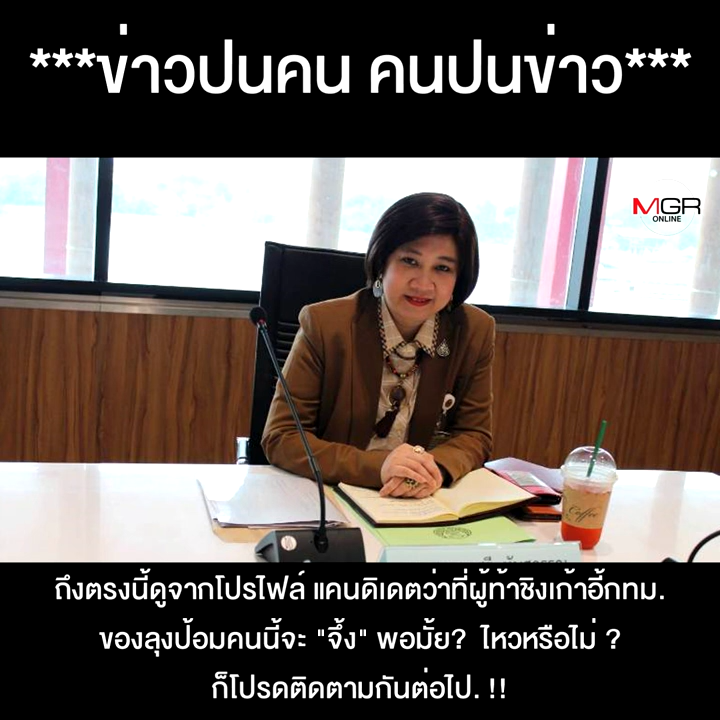 ***ข่าวปนคน คนปนข่าว***
MGR
ONLINE
Coffee
ถึงตรงนี้ดูจากโปรไฟล์ แคนดิเดตว่าที่ผู้ท้าชิงเก้าอี้กทม.
ของลุงป้อมคนนี้จะ "จึ้ง" พอมั้ย? ไหวหรือไม่ ?
ก็โปรดติดตามกันต่อไป. !!